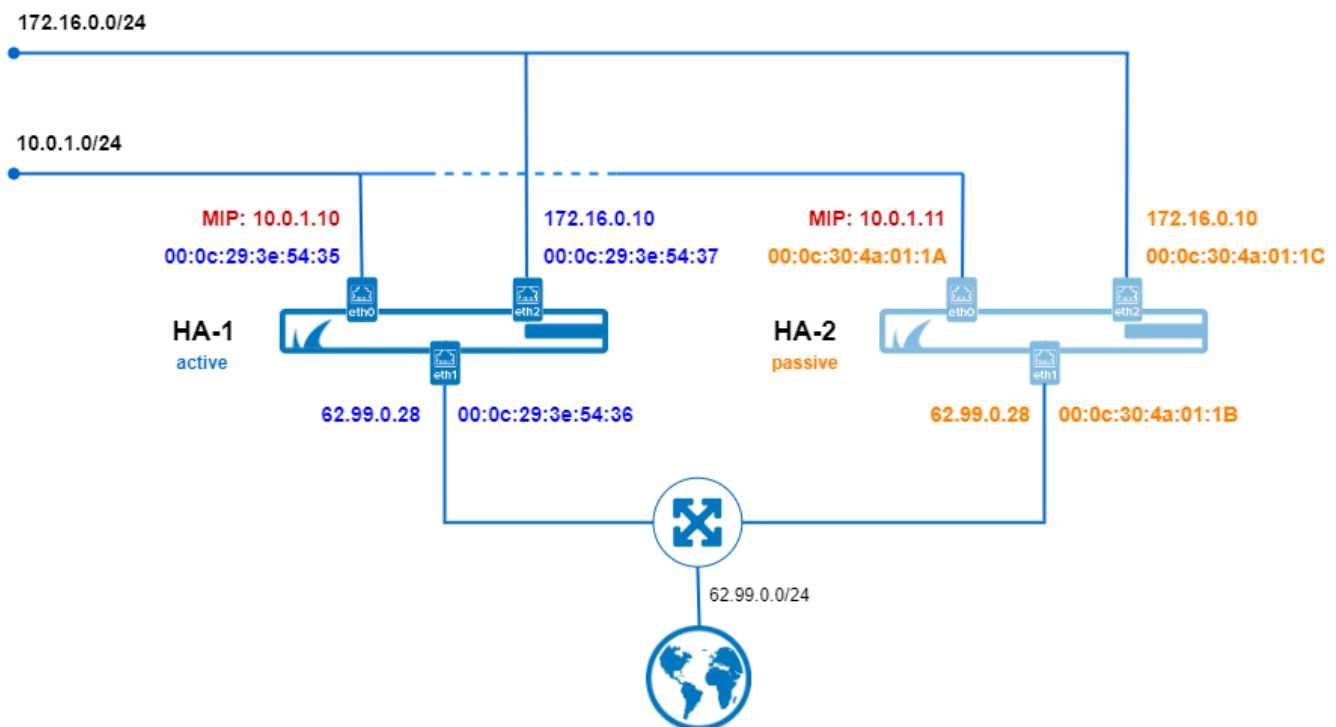 172.16.0.0/24
10.0.1.0/24
MIP: 10.0.1.10
00:0c:29:3e:54:35
172.16.0.10
00:0c:29:3e:54:37
MIP: 10.0.1.11
00:0c:30:4a:01:1A
172.16.0.10
00:0c:30:4a:01:1C
eth0
eth2
HA-1
active
eth1
62.99.0.28
00:0c:29:3e:54:36
eth0
eth2
HA-2
passive
eth1
62.99.0.28
00:0c:30:4a:01:1B
62.99.0.0/24